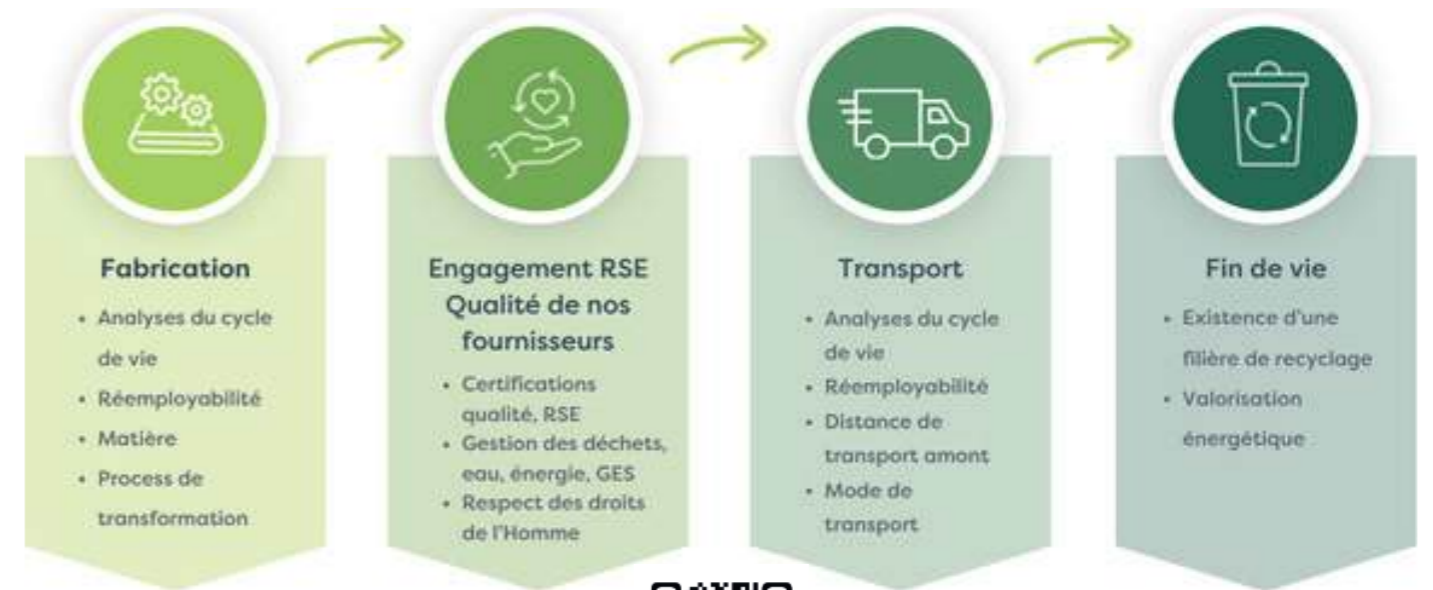 Fabrication
• Analyses du cycle
de vie
• Réemployabilité
• Matière
• Process de
transformation
Engagement RSE
Qualité de nos
fournisseurs
• Certifications
qualité, RSE
• Gestion des déchets,
eau, énergie, GES
• Respect des droits
de l'Homme
Transport
• Analyses du cycle
de vie
• Réemployabilité
• Distance de
transport amont
• Mode de
transport
Fin de vie
• Existence d'une
filière de recyclage
• Valorisation
énergétique